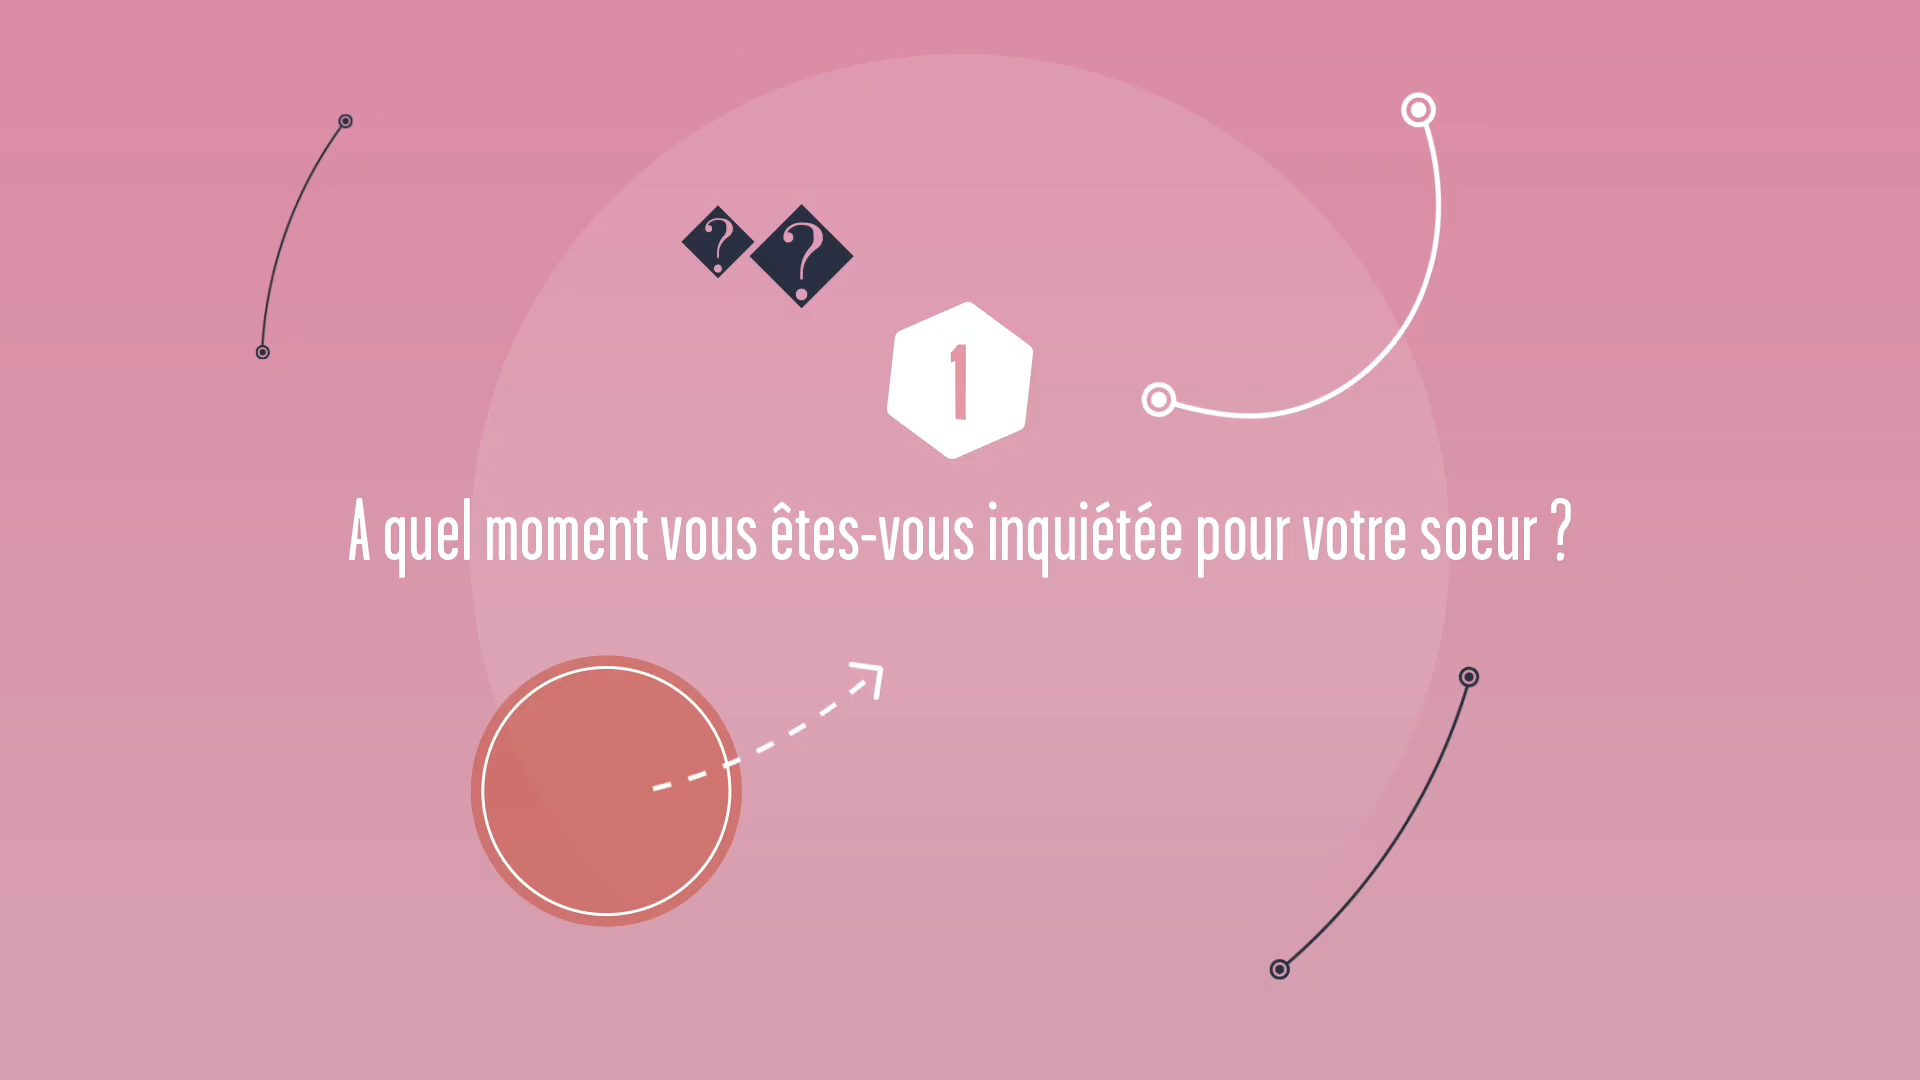 ��
1
A quel moment vous êtes-vous inquiétée pour votre soeur ?